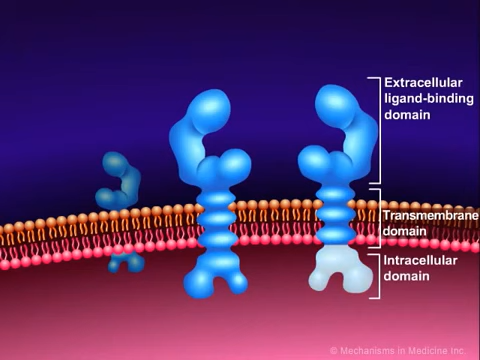 Extracellular
ligand-binding
domain
Transmembrane
domain
Intracellular
domain
© Mechanisms in Medicine Inc.